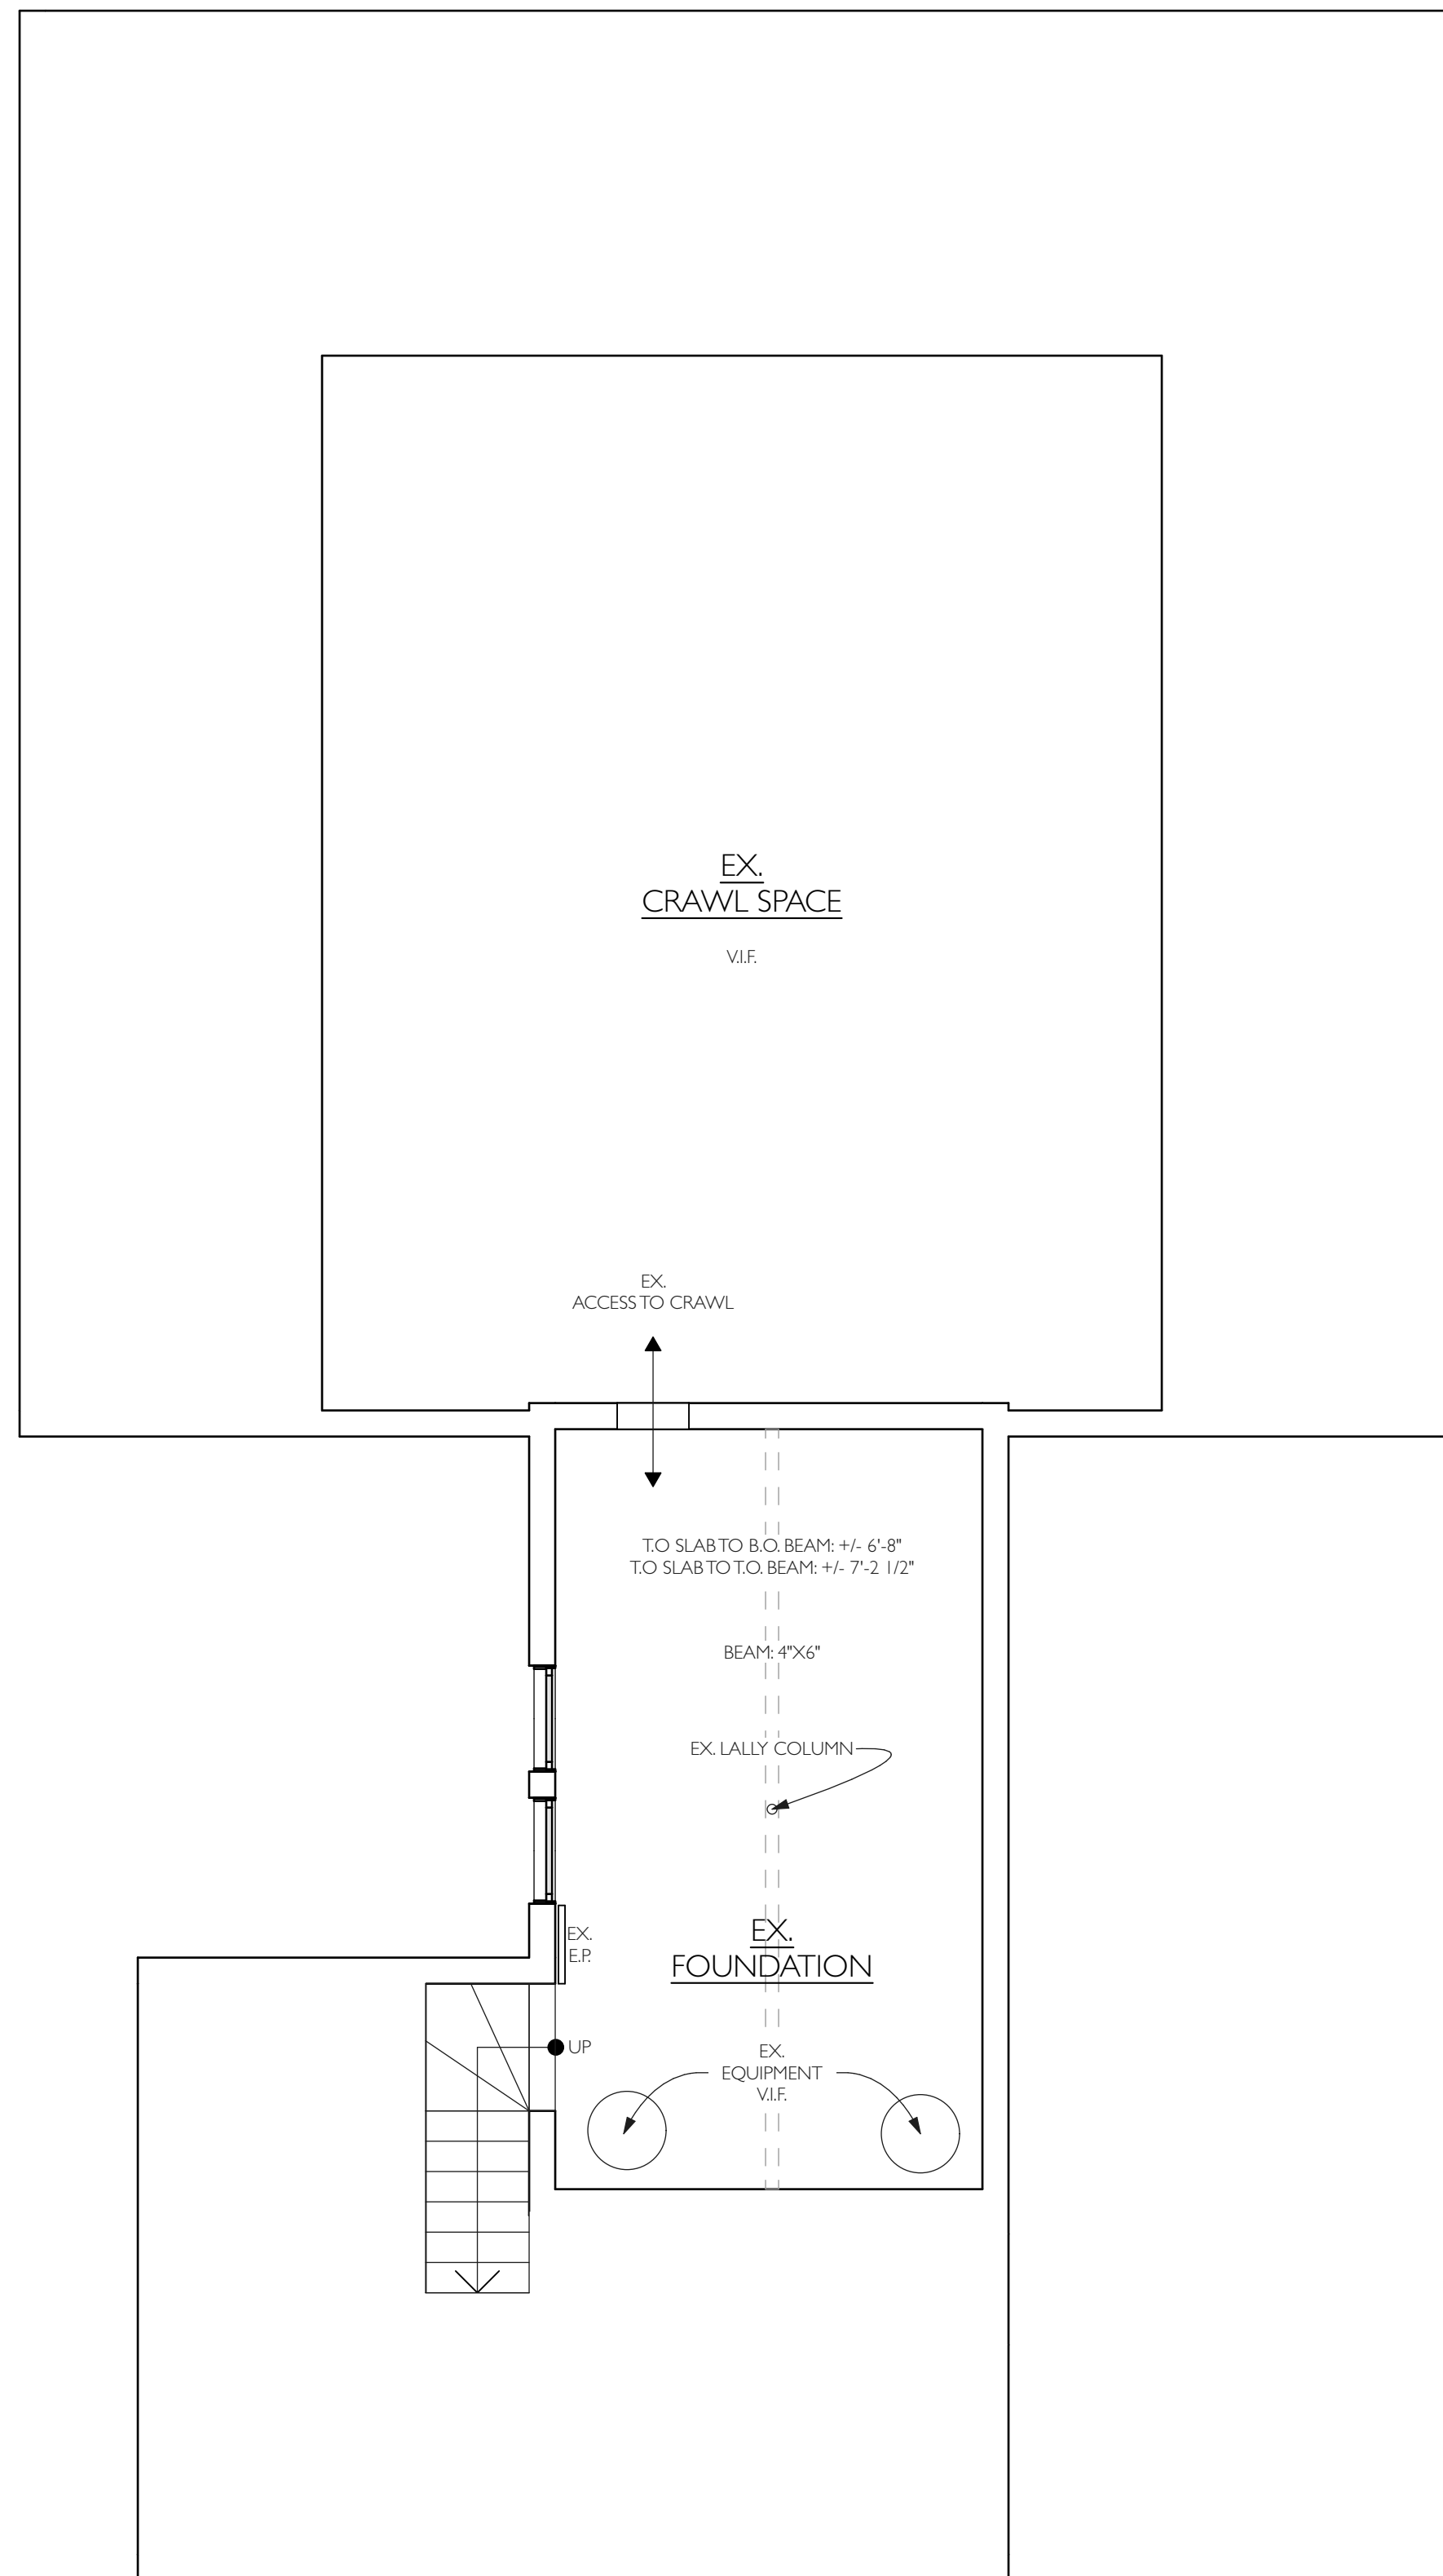 EX.
CRAWL SPACE
V.I.F.
EX.
ACCESS TO CRAWL
T.O SLAB TO B.O. BEAM: +/- 6'-8"
T.O SLAB TO T.O. BEAM: +/- 7'-2 1/2"
BEAM: 4"X6"
EX. LALLY COLUMN
EX.
E.P.
EX.
FOUNDATION
UP
EX.
EQUIPMENT
V.I.F.